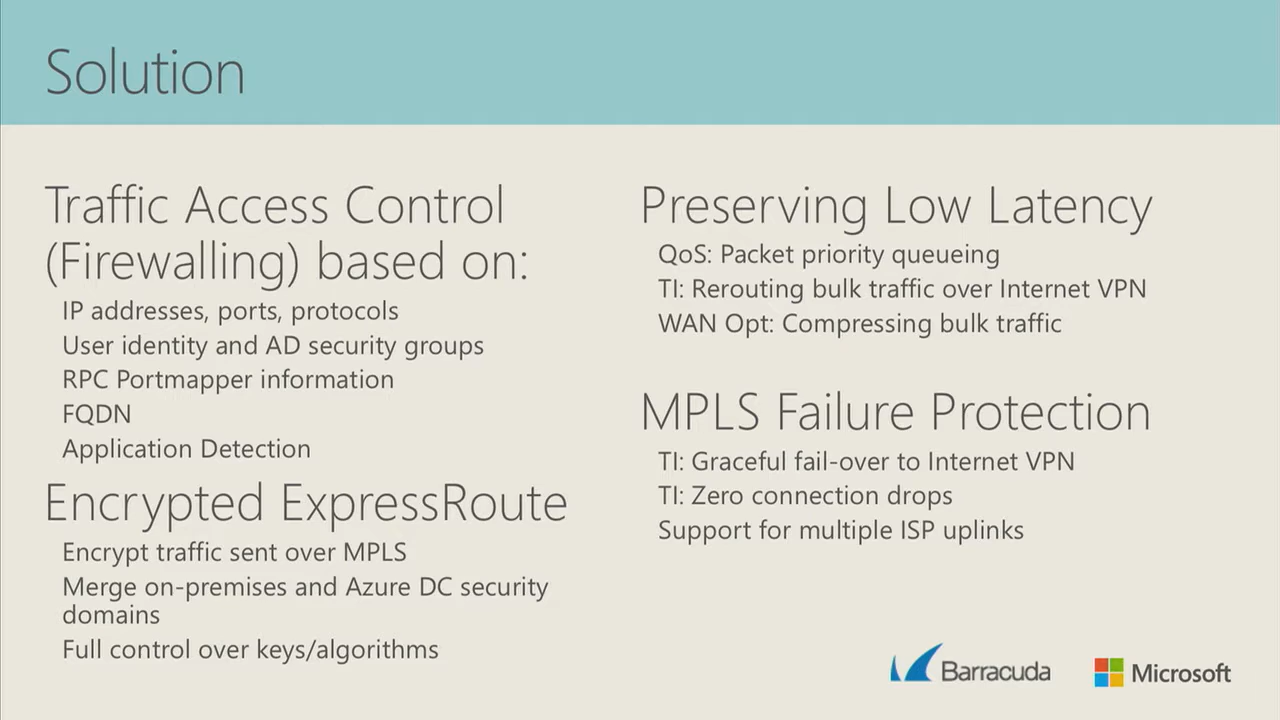 Solution
Traffic Access Control
(Firewalling) based on:
IP addresses, ports, protocols
User identity and AD security groups
RPC Portmapper information
FQDN
Application Detection
Encrypted ExpressRoute
Encrypt traffic sent over MPLS
Merge on-premises and Azure DC security
domains
Full control over keys/algorithms
Preserving Low Latency
QoS: Packet priority queueing
TI: Rerouting bulk traffic over Internet VPN
WAN Opt: Compressing bulk traffic
MPLS Failure Protection
TI: Graceful fail-over to Internet VPN
TI: Zero connection drops
Support for multiple ISP uplinks
Barracuda
Microsoft